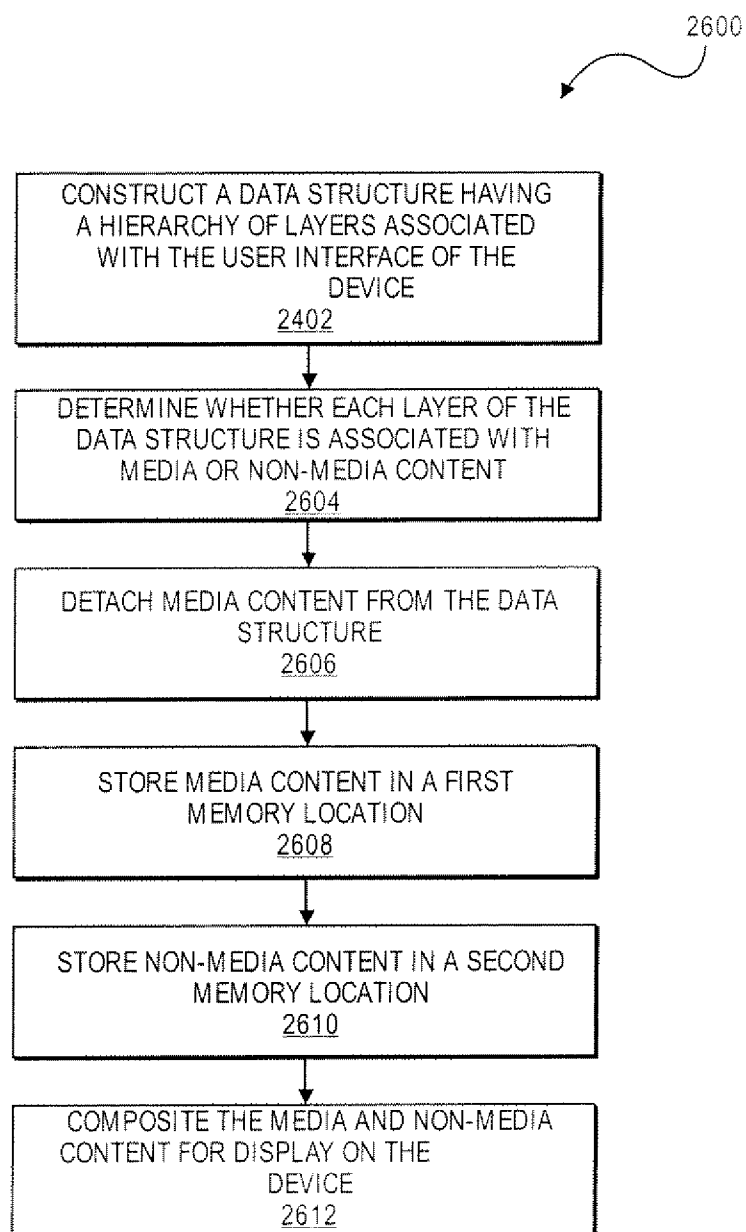 2600
CONSTRUCT A DATA STRUCTURE HAVING
A HIERARCHY OF LAYERS ASSOCIATED
WITH THE USER INTERFACE OF THE
DEVICE
2402
DETERMINE WHETHER EACH LAYER OF THE
DATA STRUCTURE IS ASSOCIATED WITH
MEDIA OR NON-MEDIA CONTENT
2604
DETACH MEDIA CONTENT FROM THE DATA
STRUCTURE
2606
STORE MEDIA CONTENT IN A FIRST
MEMORY LOCATION
2608
STORE NON-MEDIA CONTENT IN A SECOND
MEMORY LOCATION
2610
COMPOSITE THE MEDIA AND NON-MEDIA
CONTENT FOR DISPLAY ON THE
DEVICE
2612